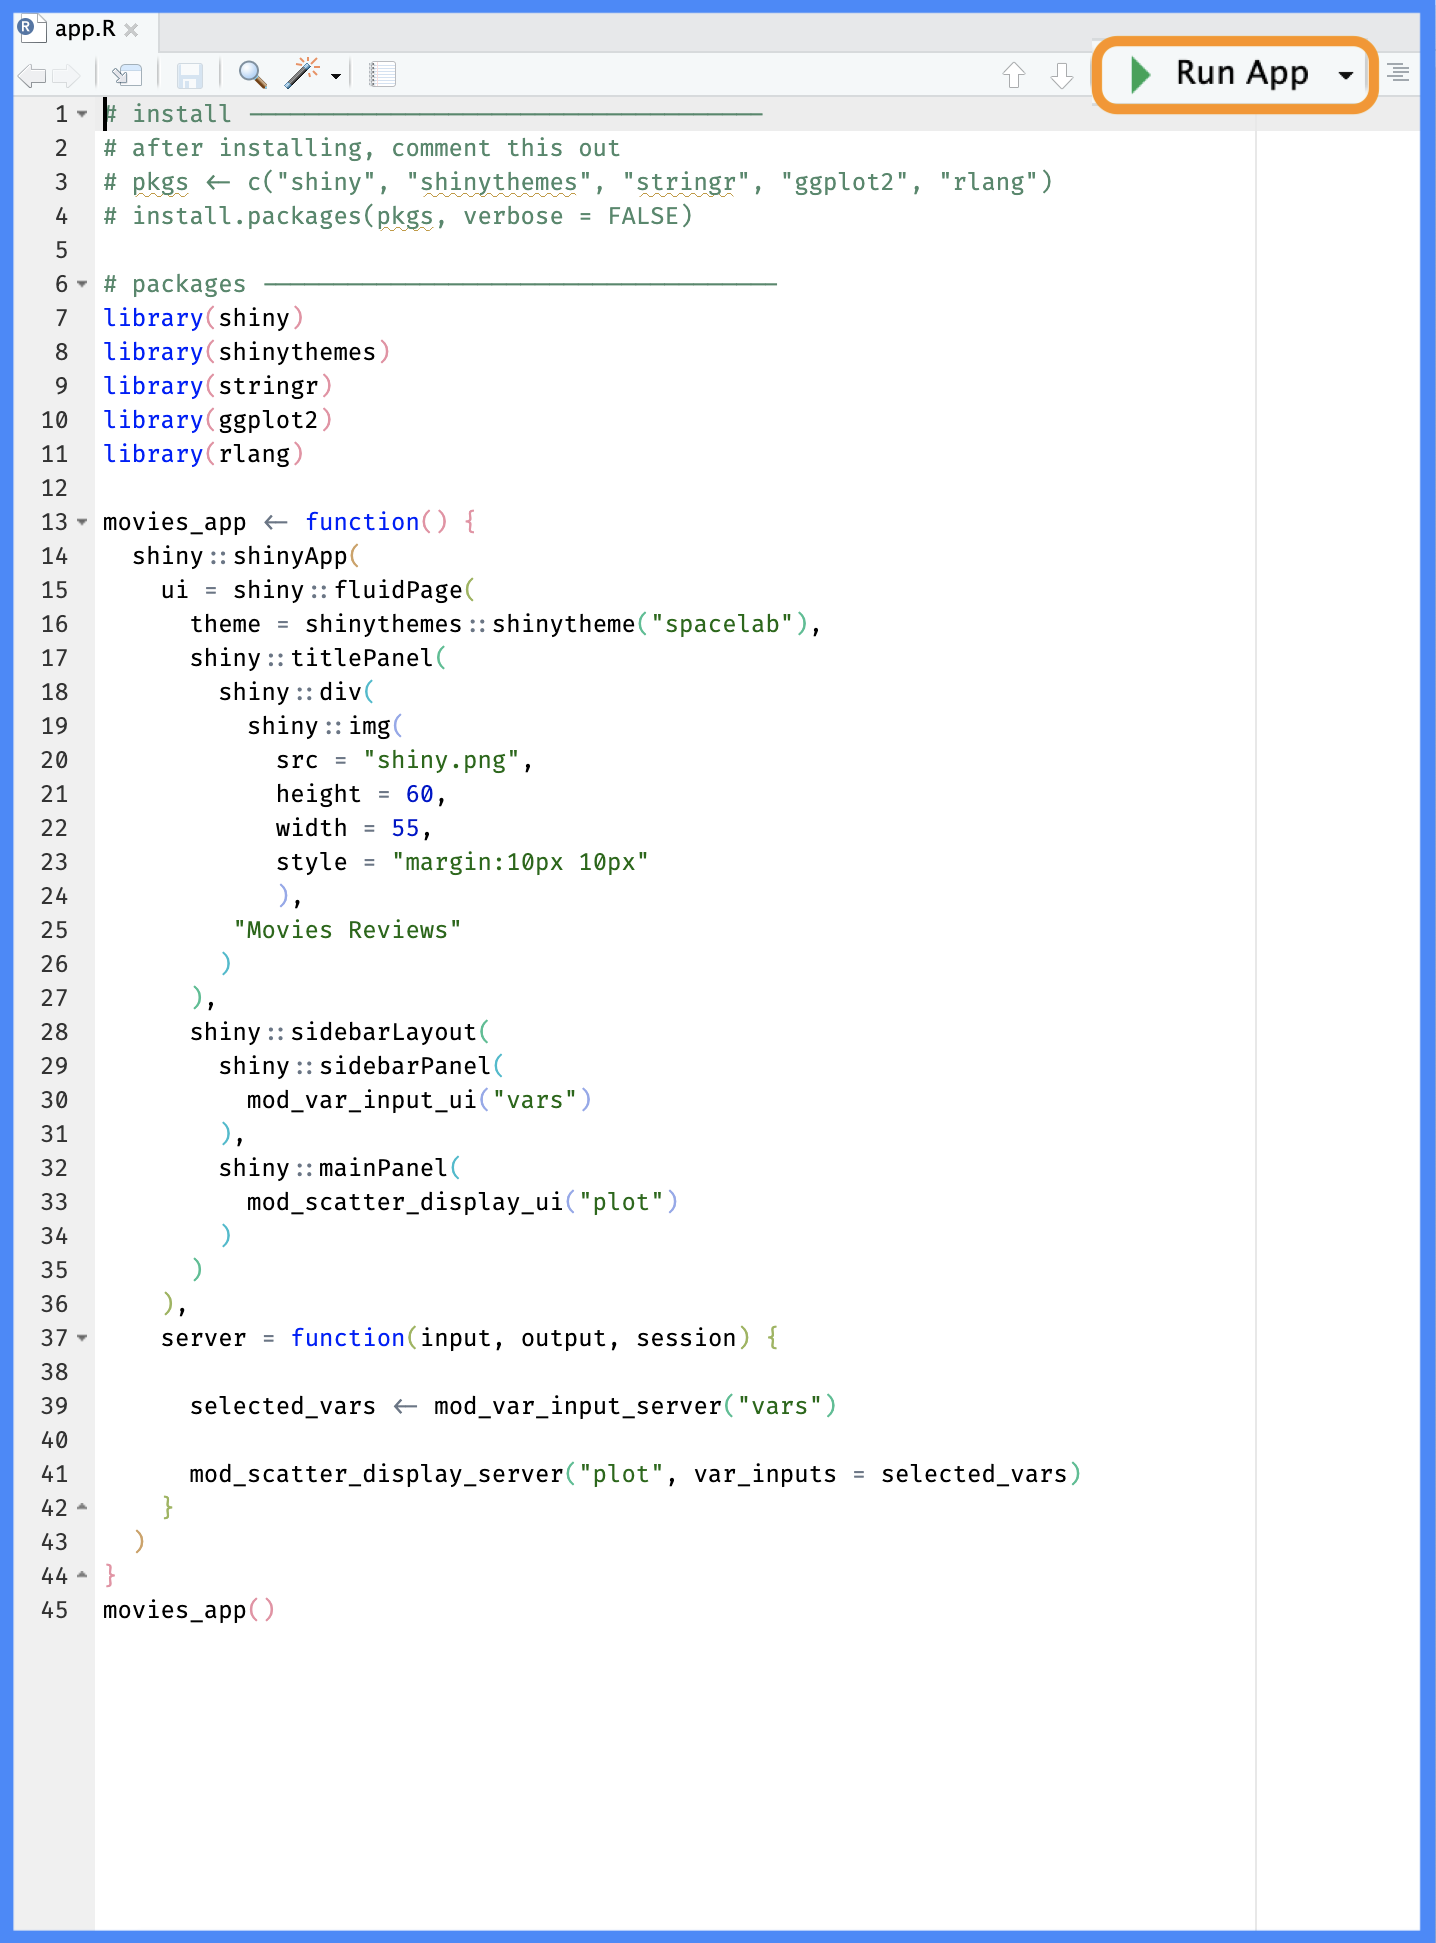 app.R
Run App
1 # install ----------------------------------
2 # after installing, comment this out
3 # pkgs <- c("shiny", "shinythemes", "stringr", "ggplot2", "rlang")
4 # install.packages(pkgs, verbose = FALSE)
5
6 # packages ----------------------------------
7 library(shiny)
8 library(shinythemes)
9 library(stringr)
10 library(ggplot2)
11 library(rlang)
12
13 movies_app <- function() {
14   shiny::shinyApp(
15     ui = shiny::fluidPage(
16       theme = shinythemes::shinytheme("spacelab"),
17       shiny::titlePanel(
18         shiny::div(
19           shiny::img(
20             src = "shiny.png",
21             height = 60,
22             width = 55,
23             style = "margin:10px 10px"
24             ),
25          "Movies Reviews"
26         )
27       ),
28       shiny::sidebarLayout(
29         shiny::sidebarPanel(
30           mod_var_input_ui("vars")
31         ),
32         shiny::mainPanel(
33           mod_scatter_display_ui("plot")
34         )
35       )
36     ),
37     server = function(input, output, session) {
38
39       selected_vars <- mod_var_input_server("vars")
40
41       mod_scatter_display_server("plot", var_inputs = selected_vars)
42     }
43   )
44 }
45 movies_app()